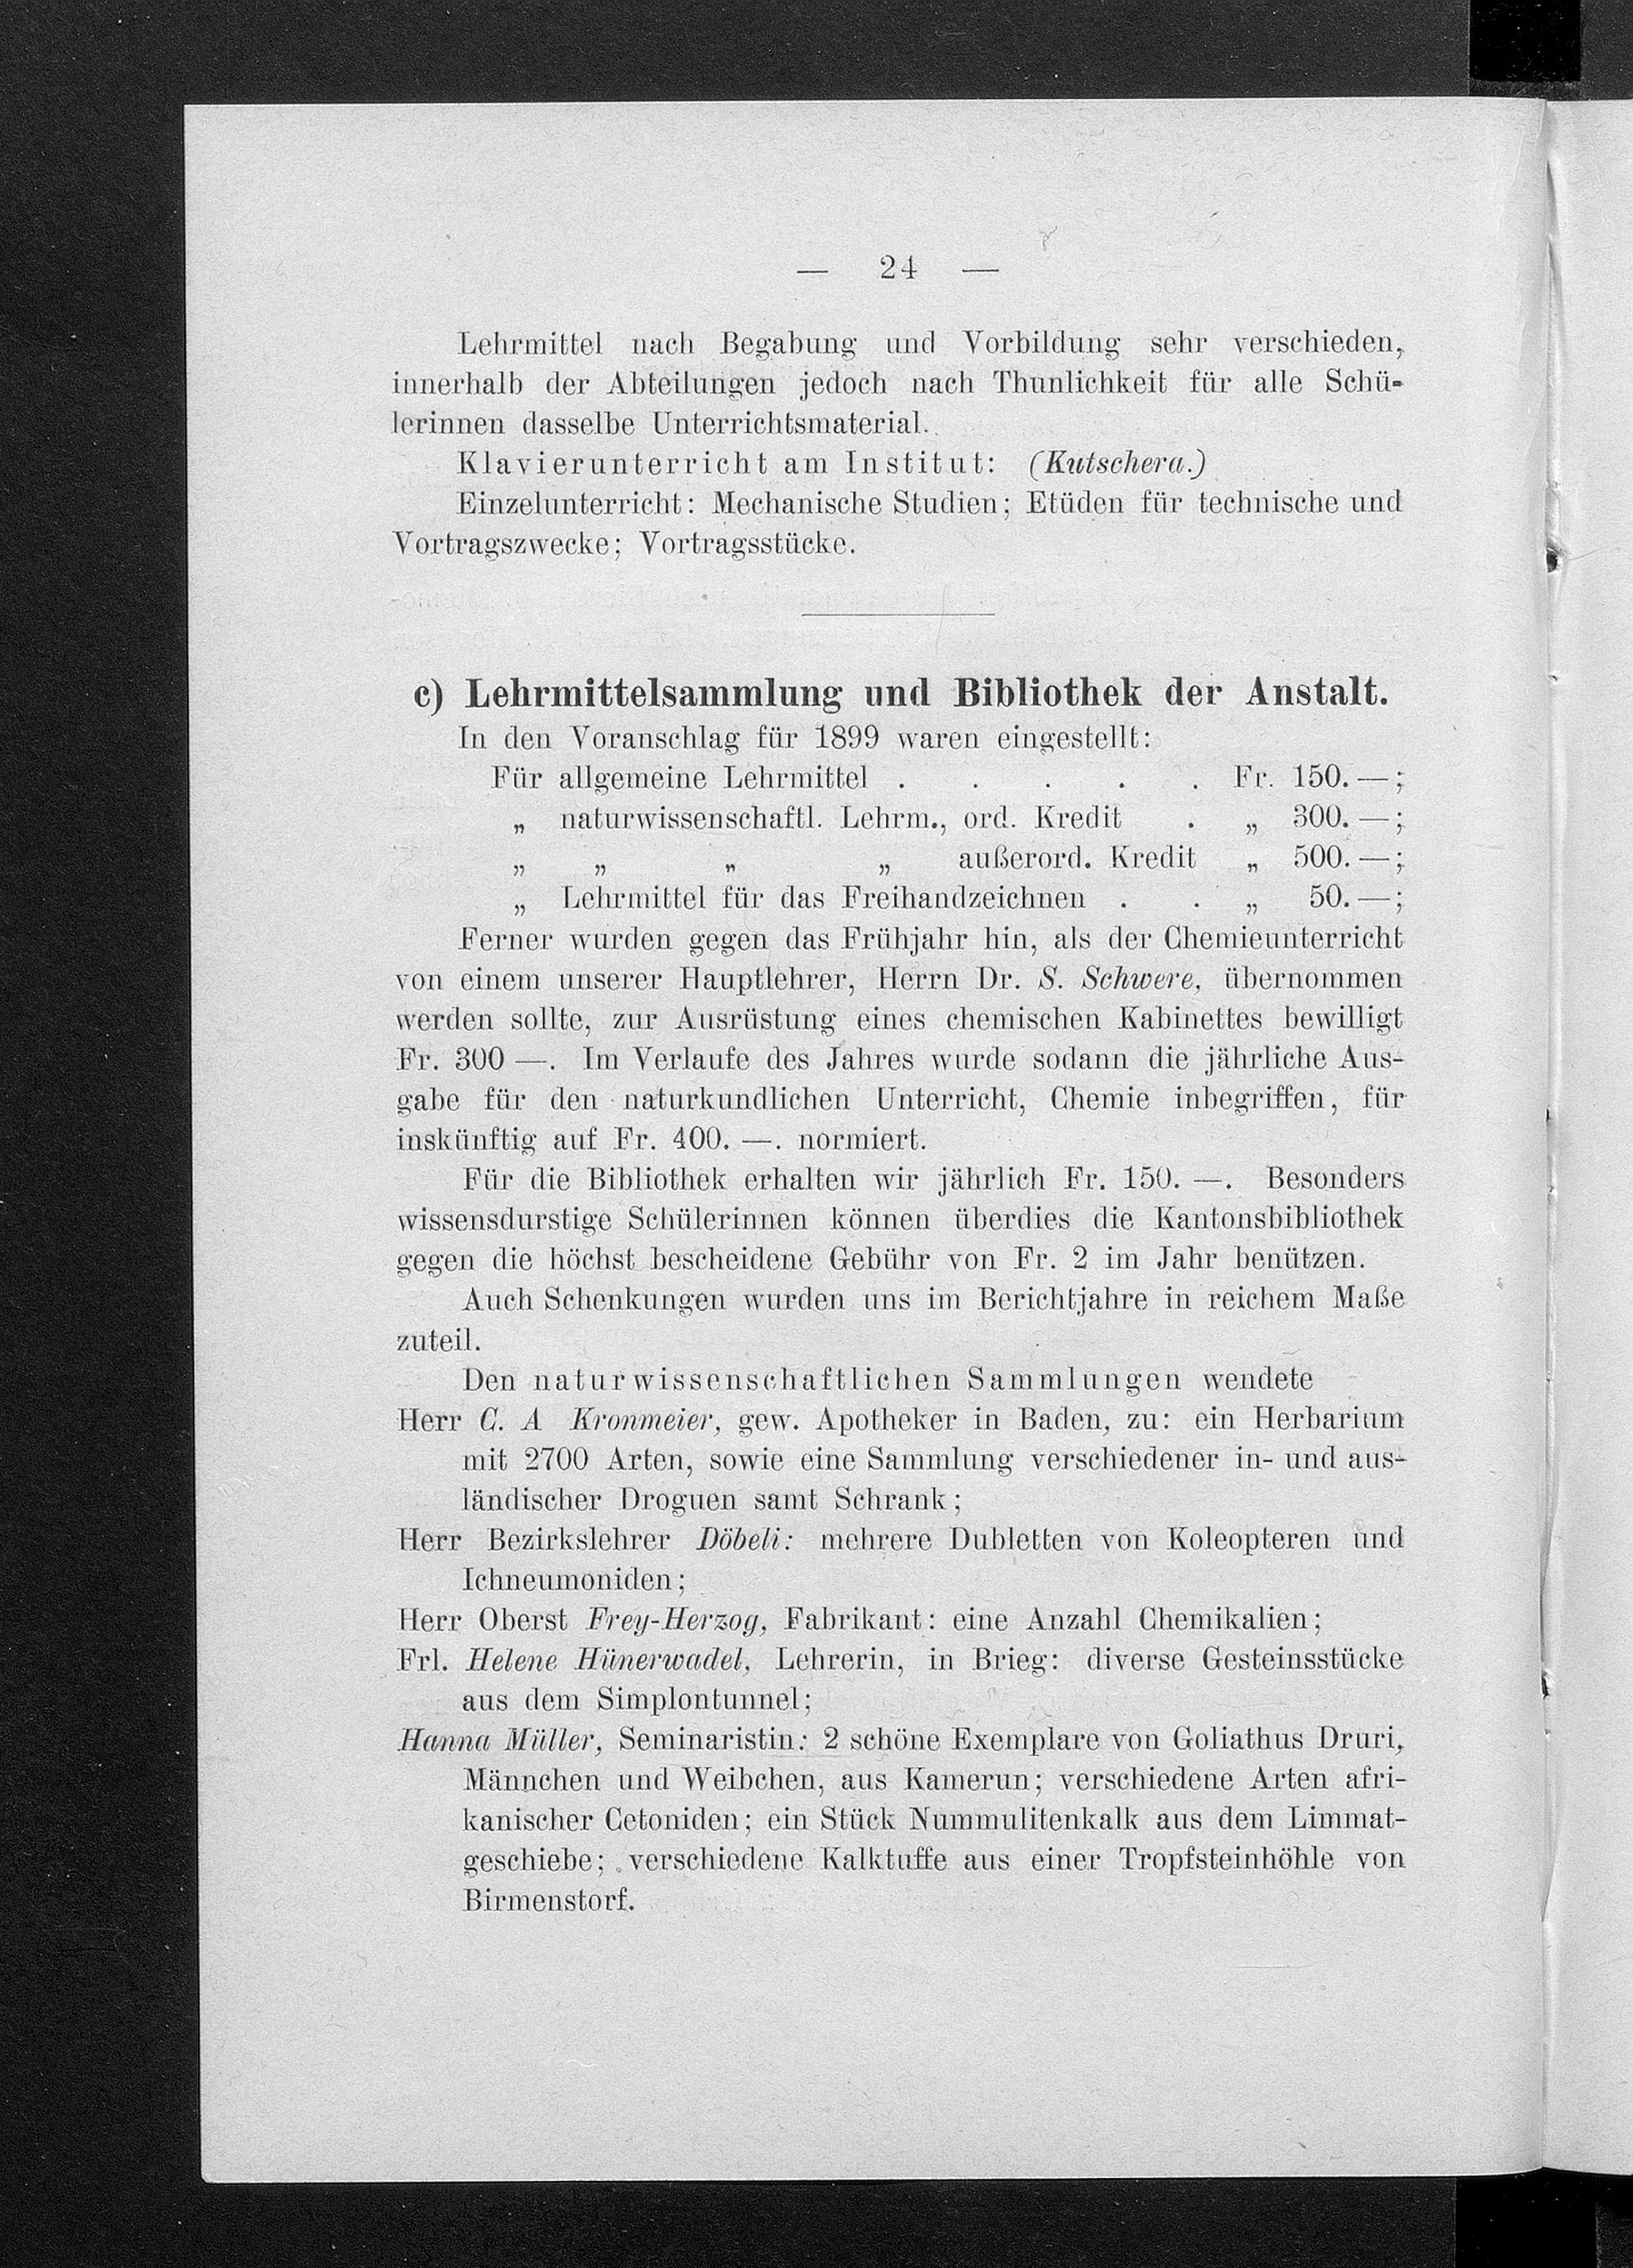 — 24 —
Lehrmittel nach Begabung und Vorbildung sehr verschieden,
innerhalb der Abteilungen jedoch nach Thunlichkeit für alle Schü-
lerinnen dasselbe Unterrichtsmaterial.
Klavierunterricht am Institut: (Kutschera.)
Einzelunterricht: Mechanische Studien; Etüden für technische und
Vortragszwecke; Vortragsstücke.
c) Lehrmittelsammlung und Bibliothek der Anstalt.
In den Voranschlag für 1899 waren eingestellt:
Für allgemeine Lehrmittel . . . . . Fr. 150. — ;
„ naturwissenschaftl. Lehrm., ord. Kredit . „ 300. — ;
„ „ „ „ außerord. Kredit „ 500. — ;
„ Lehrmittel für das Freihandzeichnen . . „ 50. — ;
Ferner wurden gegen das Frühjahr hin, als der Chemieunterricht
von einem unserer Hauptlehrer, Herrn Dr. S. Schwere, übernommen
werden sollte, zur Ausrüstung eines chemischen Kabinettes bewilligt
Fr. 300 —. Im Verlaufe des Jahres wurde sodann die jährliche Aus-
gabe für den naturkundlichen Unterricht, Chemie inbegriffen, für
inskünftig auf Fr. 400. —. normiert.
Für die Bibliothek erhalten wir jährlich Fr. 150. —. Besonders
wissensdurstige Schülerinnen können überdies die Kantonsbibliothek
gegen die höchst bescheidene Gebühr von Fr. 2 im Jahr benützen.
Auch Schenkungen wurden uns im Berichtjahre in reichem Maße
zuteil.
Den naturwissenschaftlichen Sammlungen wendete
Herr C. A Kronmeier, gew. Apotheker in Baden, zu: ein Herbarium
mit 2700 Arten, sowie eine Sammlung verschiedener in- und aus-
ländischer Droguen samt Schrank;
Herr Bezirkslehrer Döbeli: mehrere Dubletten von Koleopteren und
Ichneumoniden;
Herr Oberst Frey-Herzog, Fabrikant: eine Anzahl Chemikalien;
Frl. Helene Hünerwadel, Lehrerin, in Brieg: diverse Gesteinsstücke
aus dem Simplontunnel;
Hanna Müller, Seminaristin: 2 schöne Exemplare von Goliathus Druri,
Männchen und Weibchen, aus Kamerun; verschiedene Arten afri-
kanischer Cetoniden; ein Stück Nummulitenkalk aus dem Limmat-
geschiebe; verschiedene Kalktuffe aus einer Tropfsteinhöhle von
Birmenstorf.